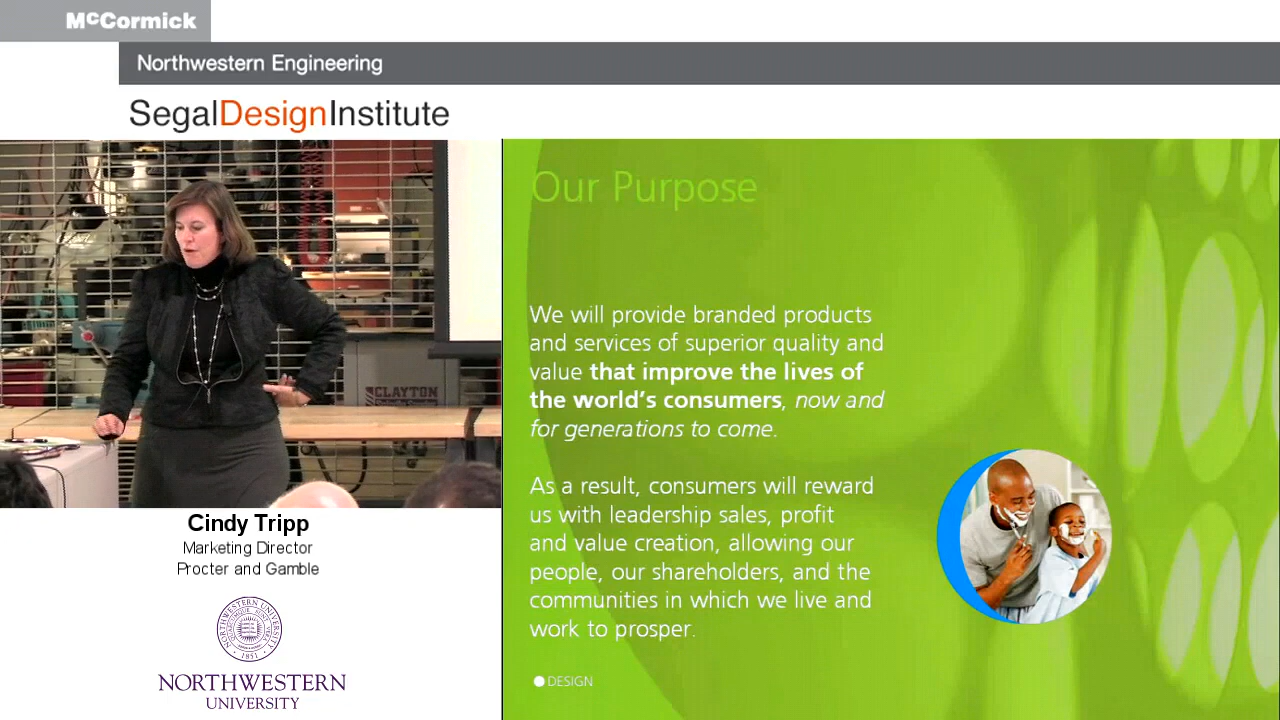 McCormick
Northwestern Engineering
SegalDesignInstitute
CLAYTON
Cindy Tripp
Marketing Director
Procter and Gamble
NORTHWESTERN UNIVERSITY
1851
NORTHWESTERN
UNIVERSITY
Our Purpose
We will provide branded products
and services of superior quality and
value that improve the lives of
the world's consumers, now and
for generations to come.
As a result, consumers will reward
us with leadership sales, profit
and value creation, allowing our
people, our shareholders, and the
communities in which we live and
work to prosper.
DESIGN